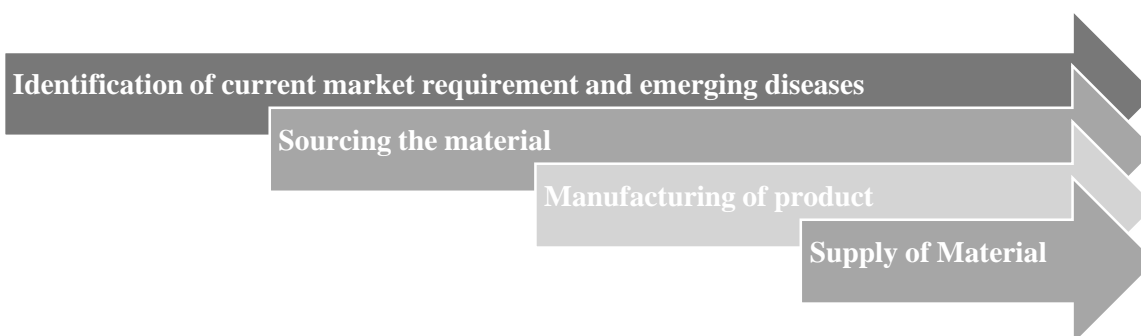 Identification of current market requirement and emerging diseases
Sourcing the material
Manufacturing of product
Supply of Material